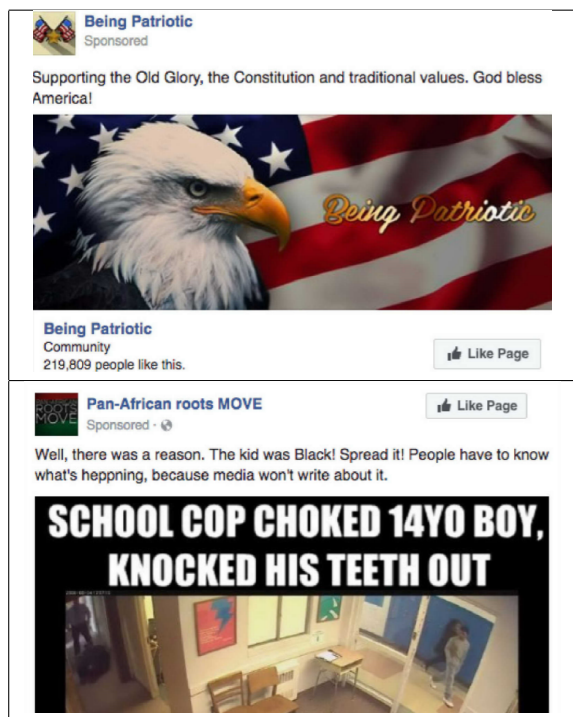 Being Patriotic
Sponsored
Supporting the Old Glory, the Constitution and traditional values. God bless
America!
Being Patriotic
Being Patriotic
Community
219,809 people like this.
Like Page
ROOTS
MOVE
Pan-African roots MOVE
Sponsored ·
Like Page
Well, there was a reason. The kid was Black! Spread it! People have to know
what's heppning, because media won't write about it.
SCHOOL COP CHOKED 14YO BOY,
KNOCKED HIS TEETH OUT